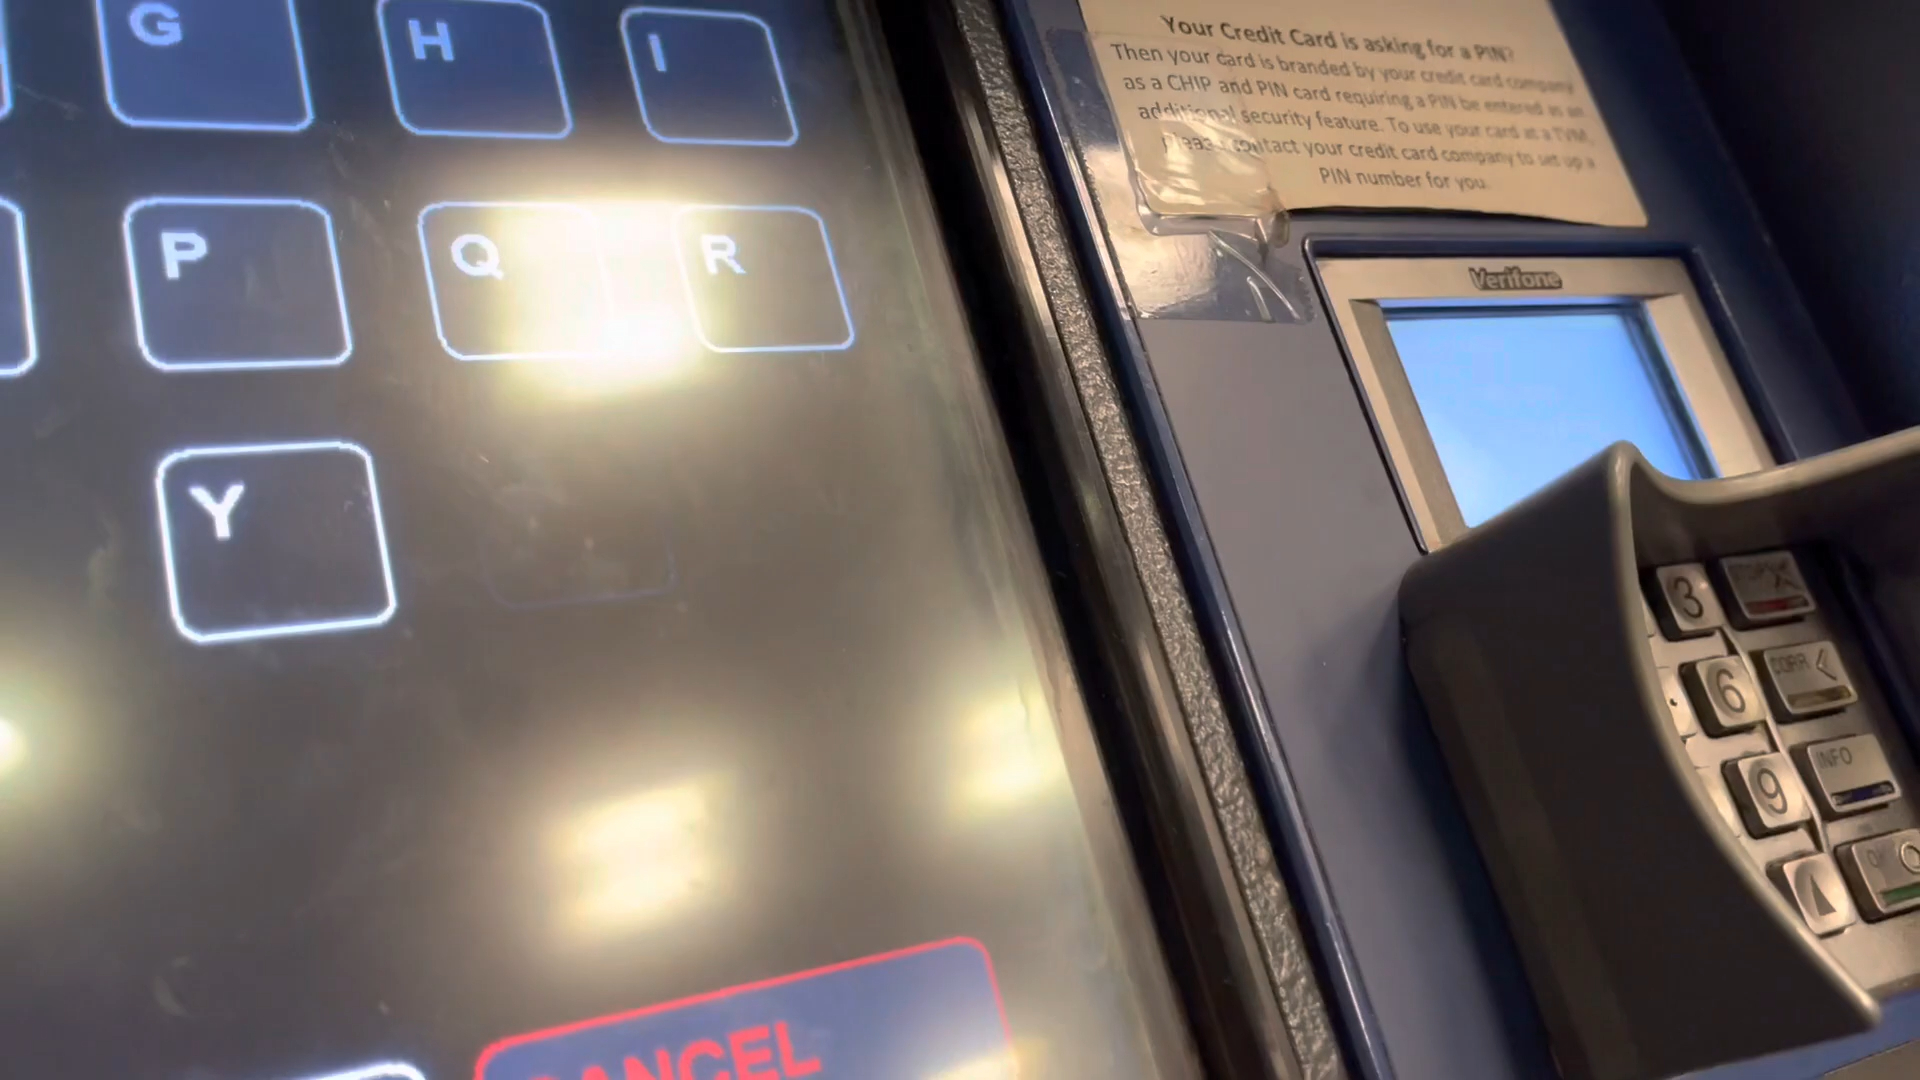 G H I
P Q R
Y
CANCEL
Your Credit Card is asking for a PIN?
Then your card is branded by your credit card company
as a CHIP and PIN card requiring a PIN be entered as an
additional security feature. To use your card at a TVM,
please contact your credit card company to set up a
PIN number for you.
Verifone
3 STOP
6 CORR <
9 INFO